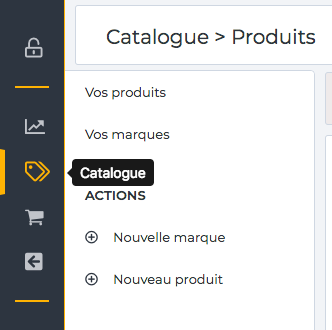 Catalogue > Produits
Vos produits
Vos marques
Catalogue
ACTIONS
Nouvelle marque
Nouveau produit